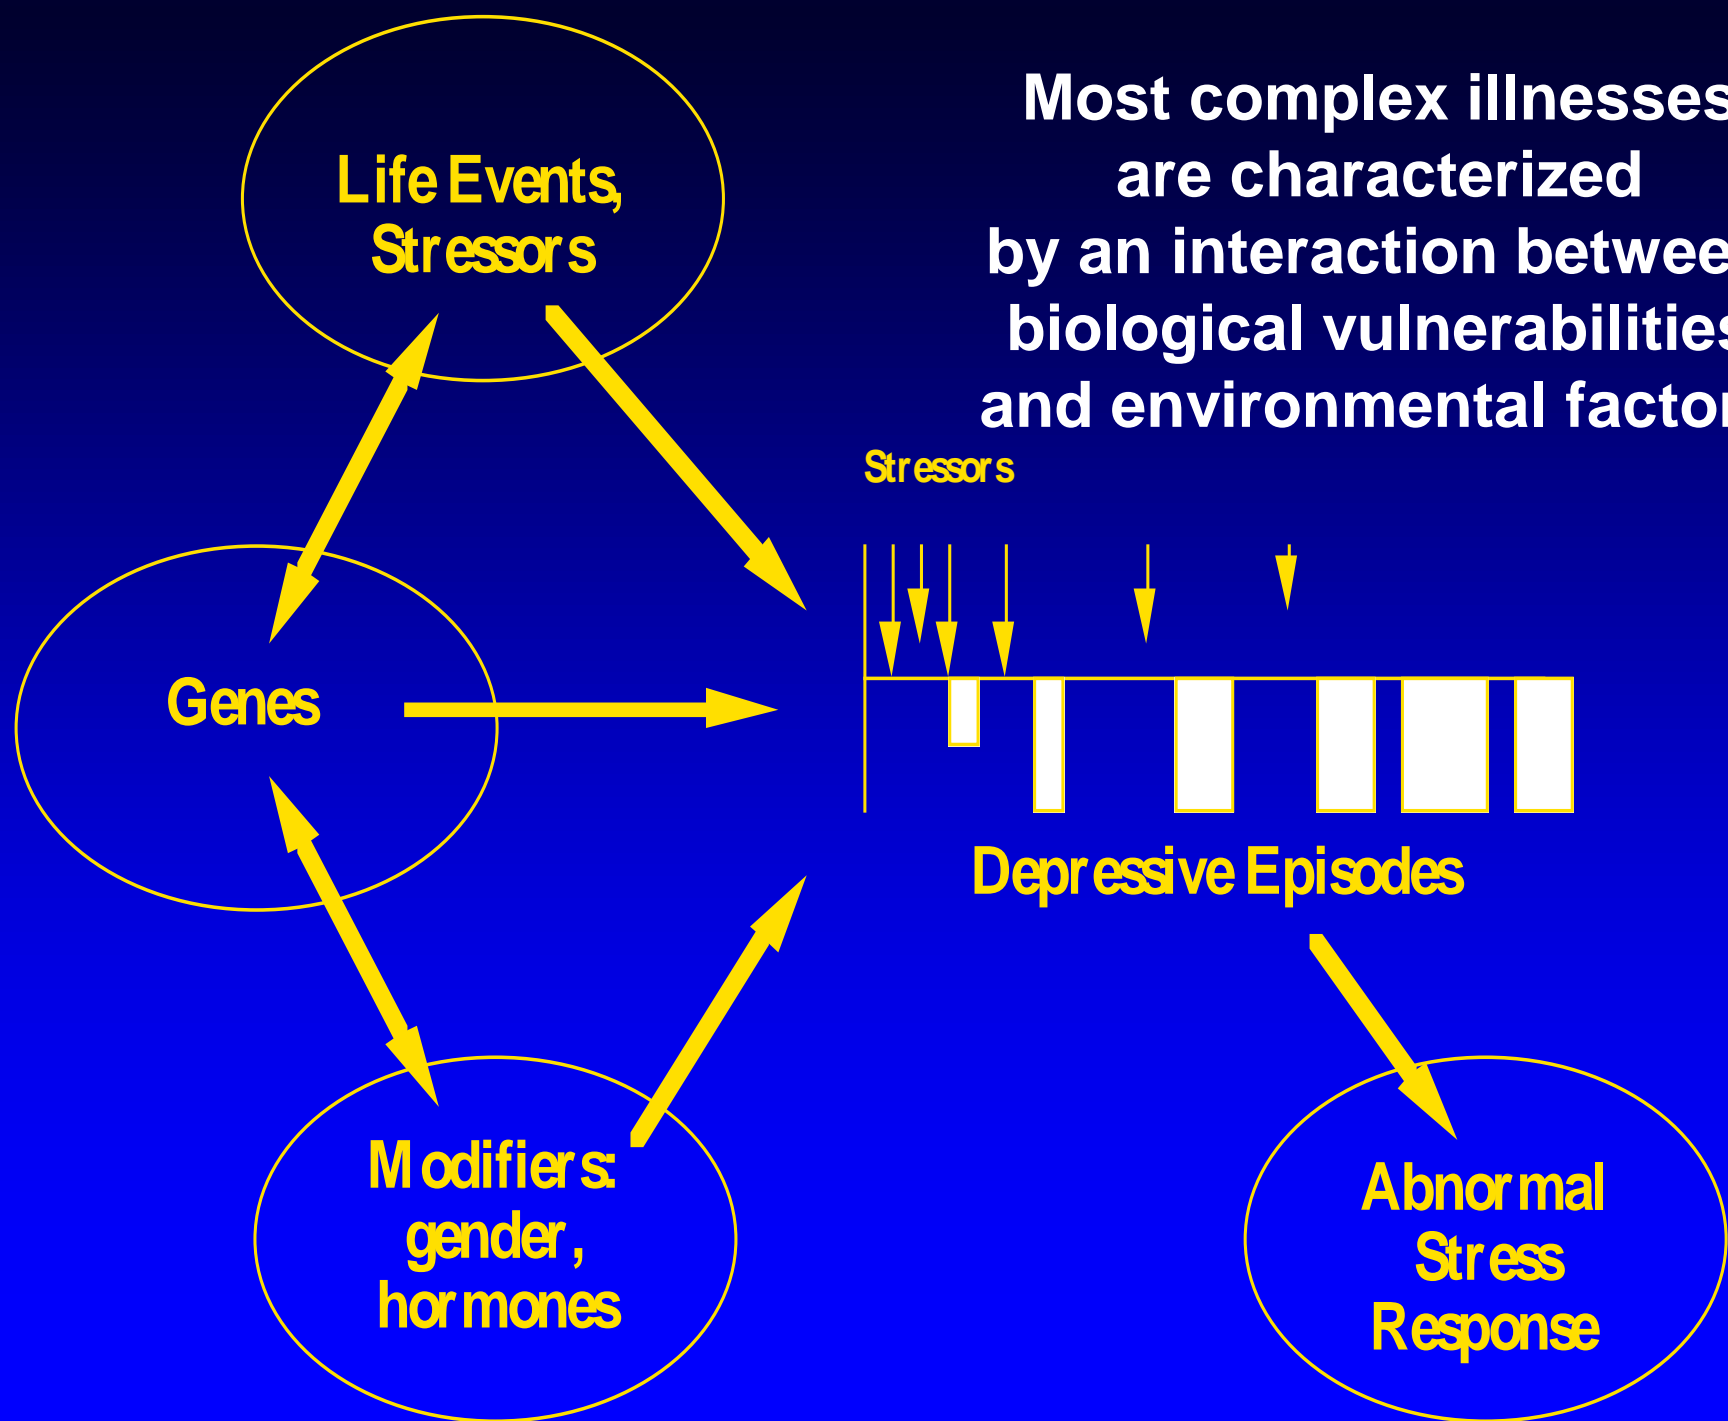 Most complex illnesses
are characterized
by an interaction betwee
biological vulnerabilities
and environmental factor
Life Events,
Stressors
Stressors
Genes
Depressive Episodes
Modifiers:
gender,
hormones
Abnormal
Stress
Response